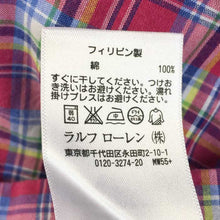 フィリピン製
綿 100%
すぐに干してください。つけお
き洗いはお避けください。濡れ
掛けプレスはお避けください。
ラルフ ローレン (株)
東京都千代田区永田町2-10-1
0120-3274-20 MW55+